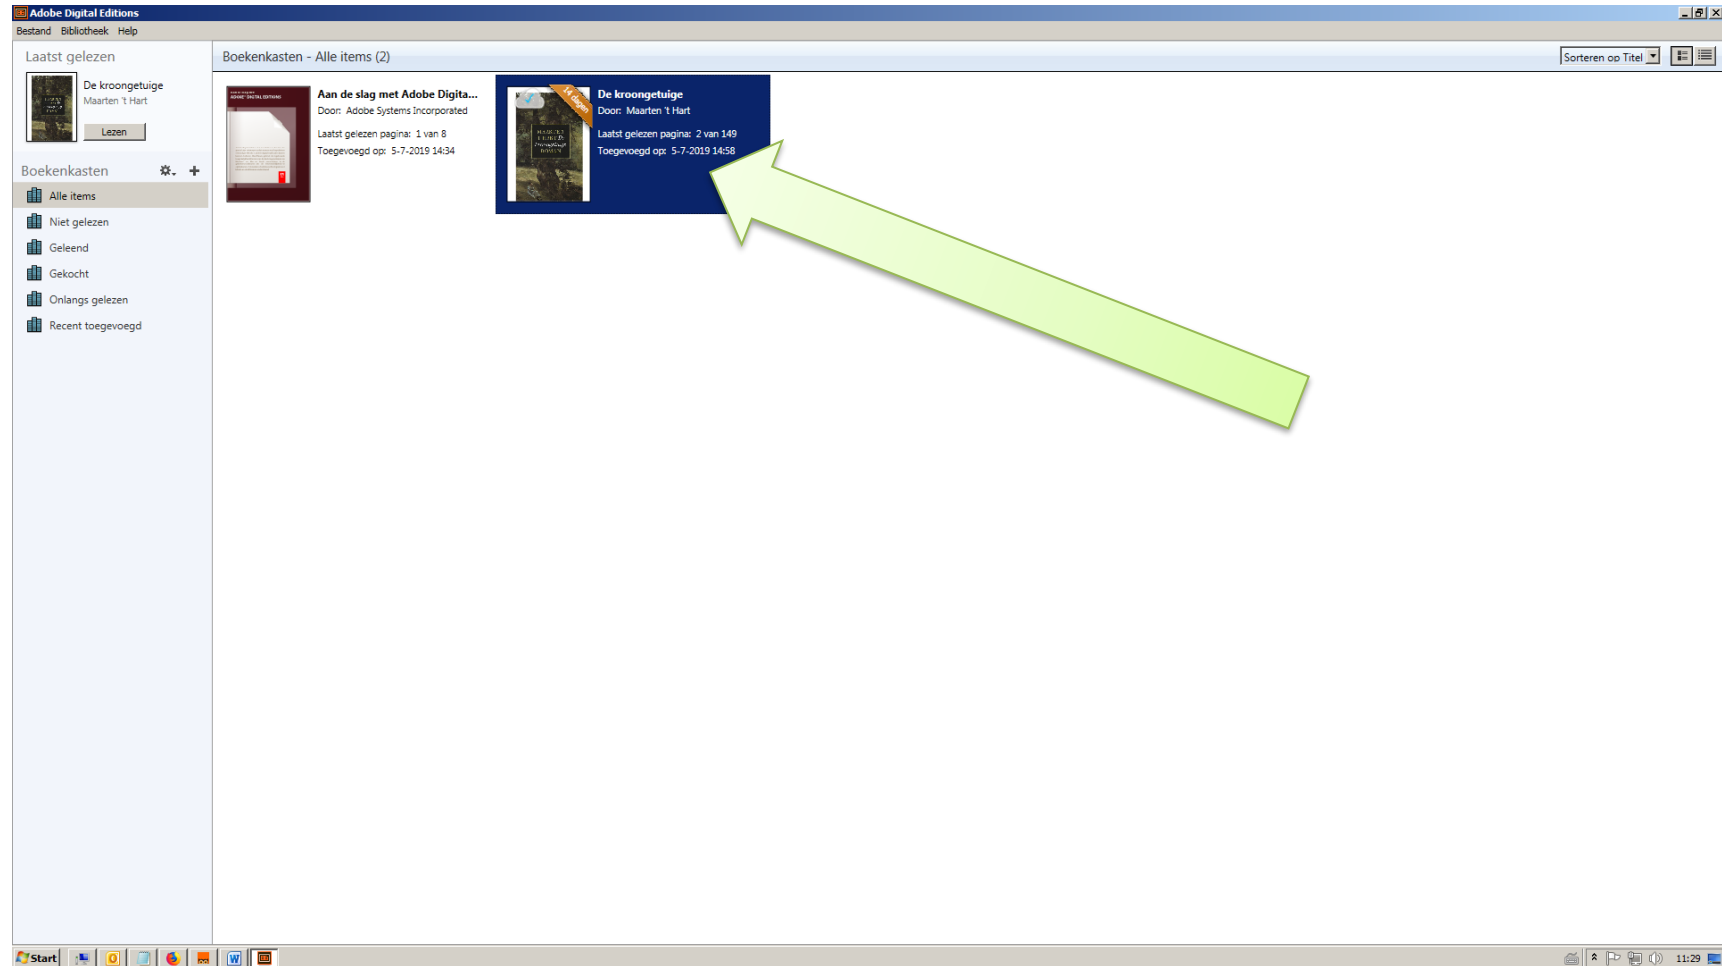 Adobe Digital Editions
Bestand Bibliotheek Help
Laatst gelezen
De kroongetuige
Maarten 't Hart
Lezen
Boekenkasten
Alle items
Niet gelezen
Geleend
Gekocht
Onlangs gelezen
Recent toegevoegd
Boekenkasten - Alle items (2)
Sorteren op Titel
Aan de slag met Adobe Digita...
Door: Adobe Systems Incorporated
Laatst gelezen pagina: 1 van 8
Toegevoegd op: 5-7-2019 14:34
14 dagen
De kroongetuige
Door: Maarten 't Hart
Laatst gelezen pagina: 2 van 149
Toegevoegd op: 5-7-2019 14:58
Start
11:29